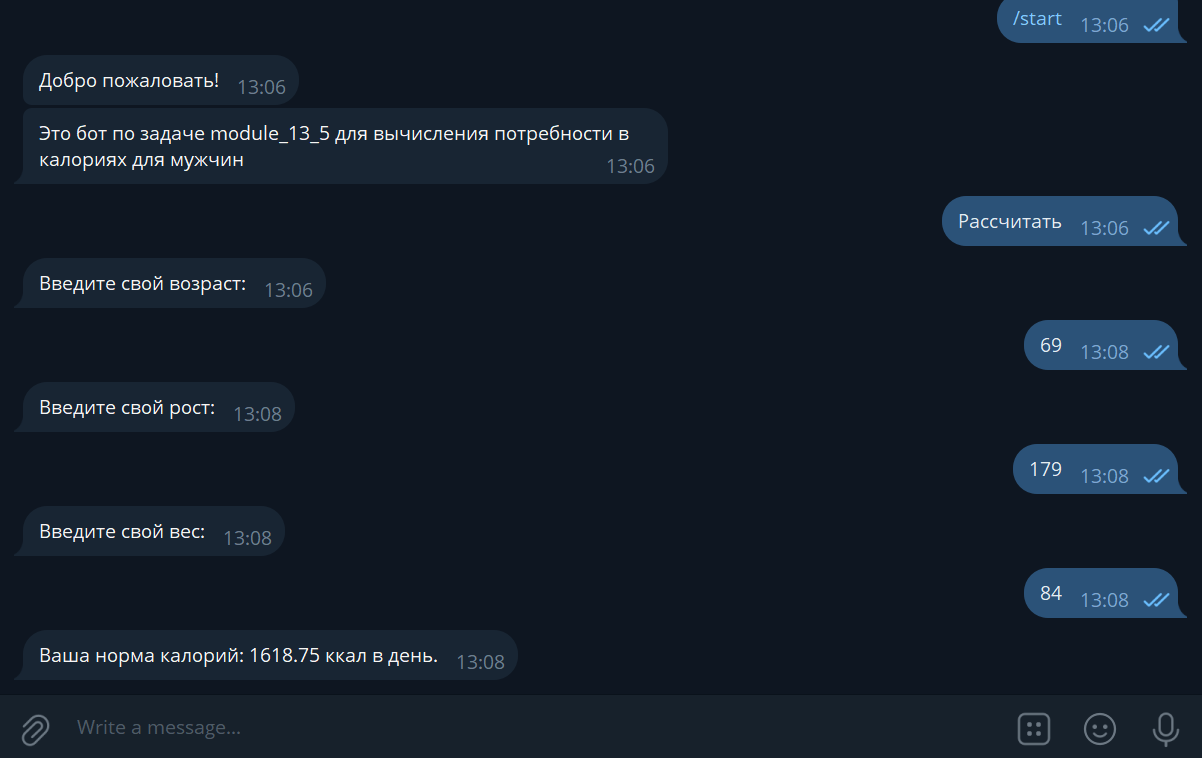 /start 13:06
Добро пожаловать! 13:06
Это бот по задаче module_13_5 для вычисления потребности в
калориях для мужчин 13:06
Рассчитать 13:06
Введите свой возраст: 13:06
69 13:08
Введите свой рост: 13:08
179 13:08
Введите свой вес: 13:08
84 13:08
Ваша норма калорий: 1618.75 ккал в день. 13:08
Write a message...